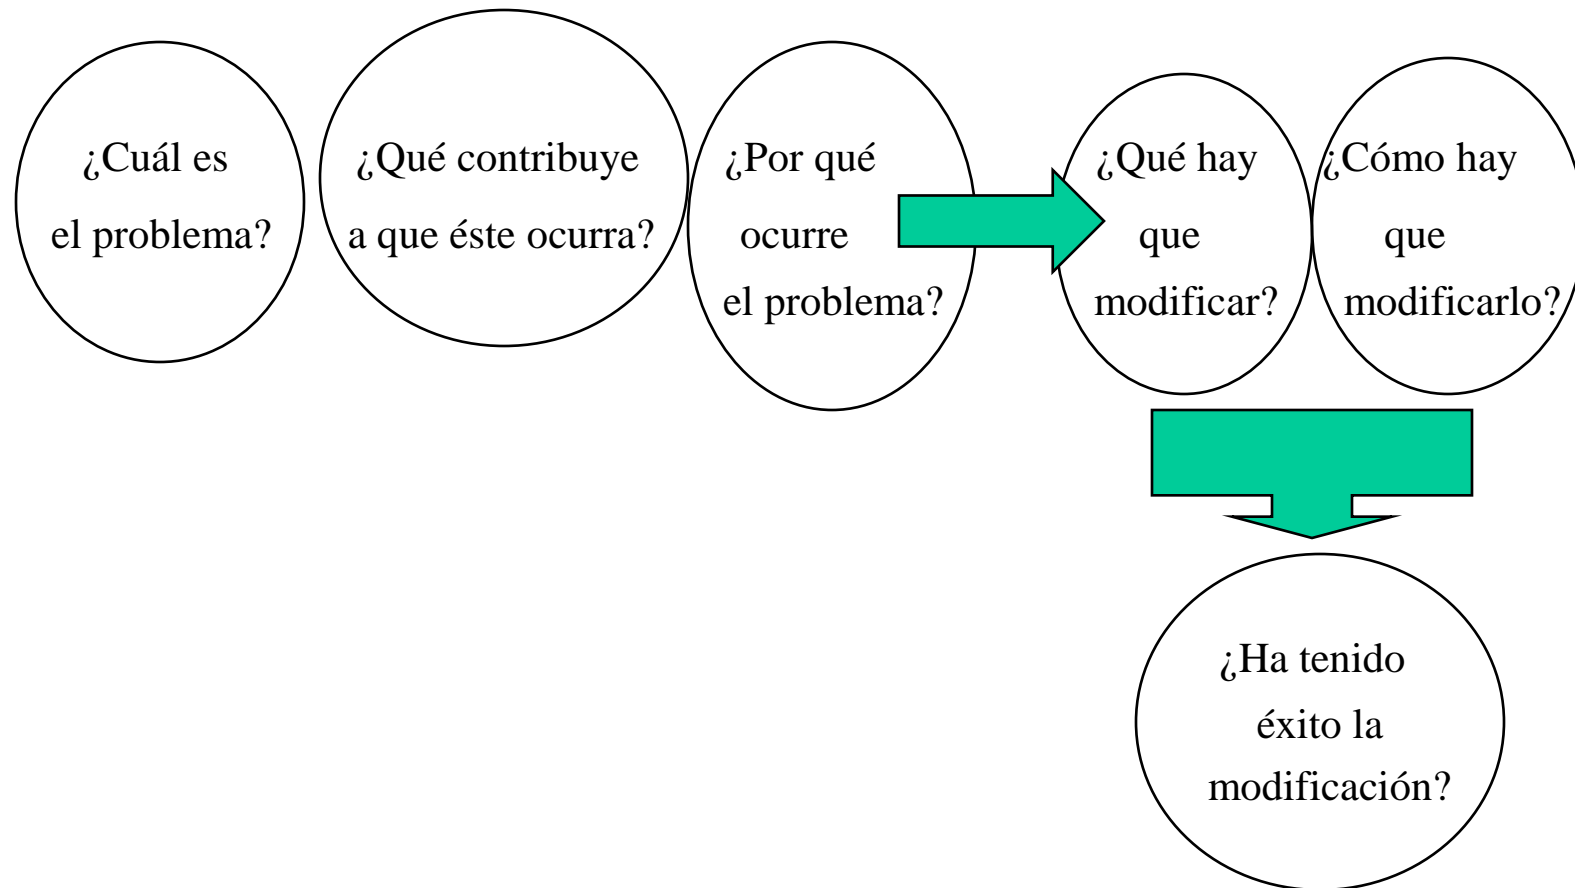 ¿Cuál es
el problema?
¿Qué contribuye
a que éste ocurra?
¿Por qué
ocurre
el problema?
¿Qué hay
que
modificar?
¿Cómo hay
que
modificarlo?
¿Ha tenido
éxito la
modificación?